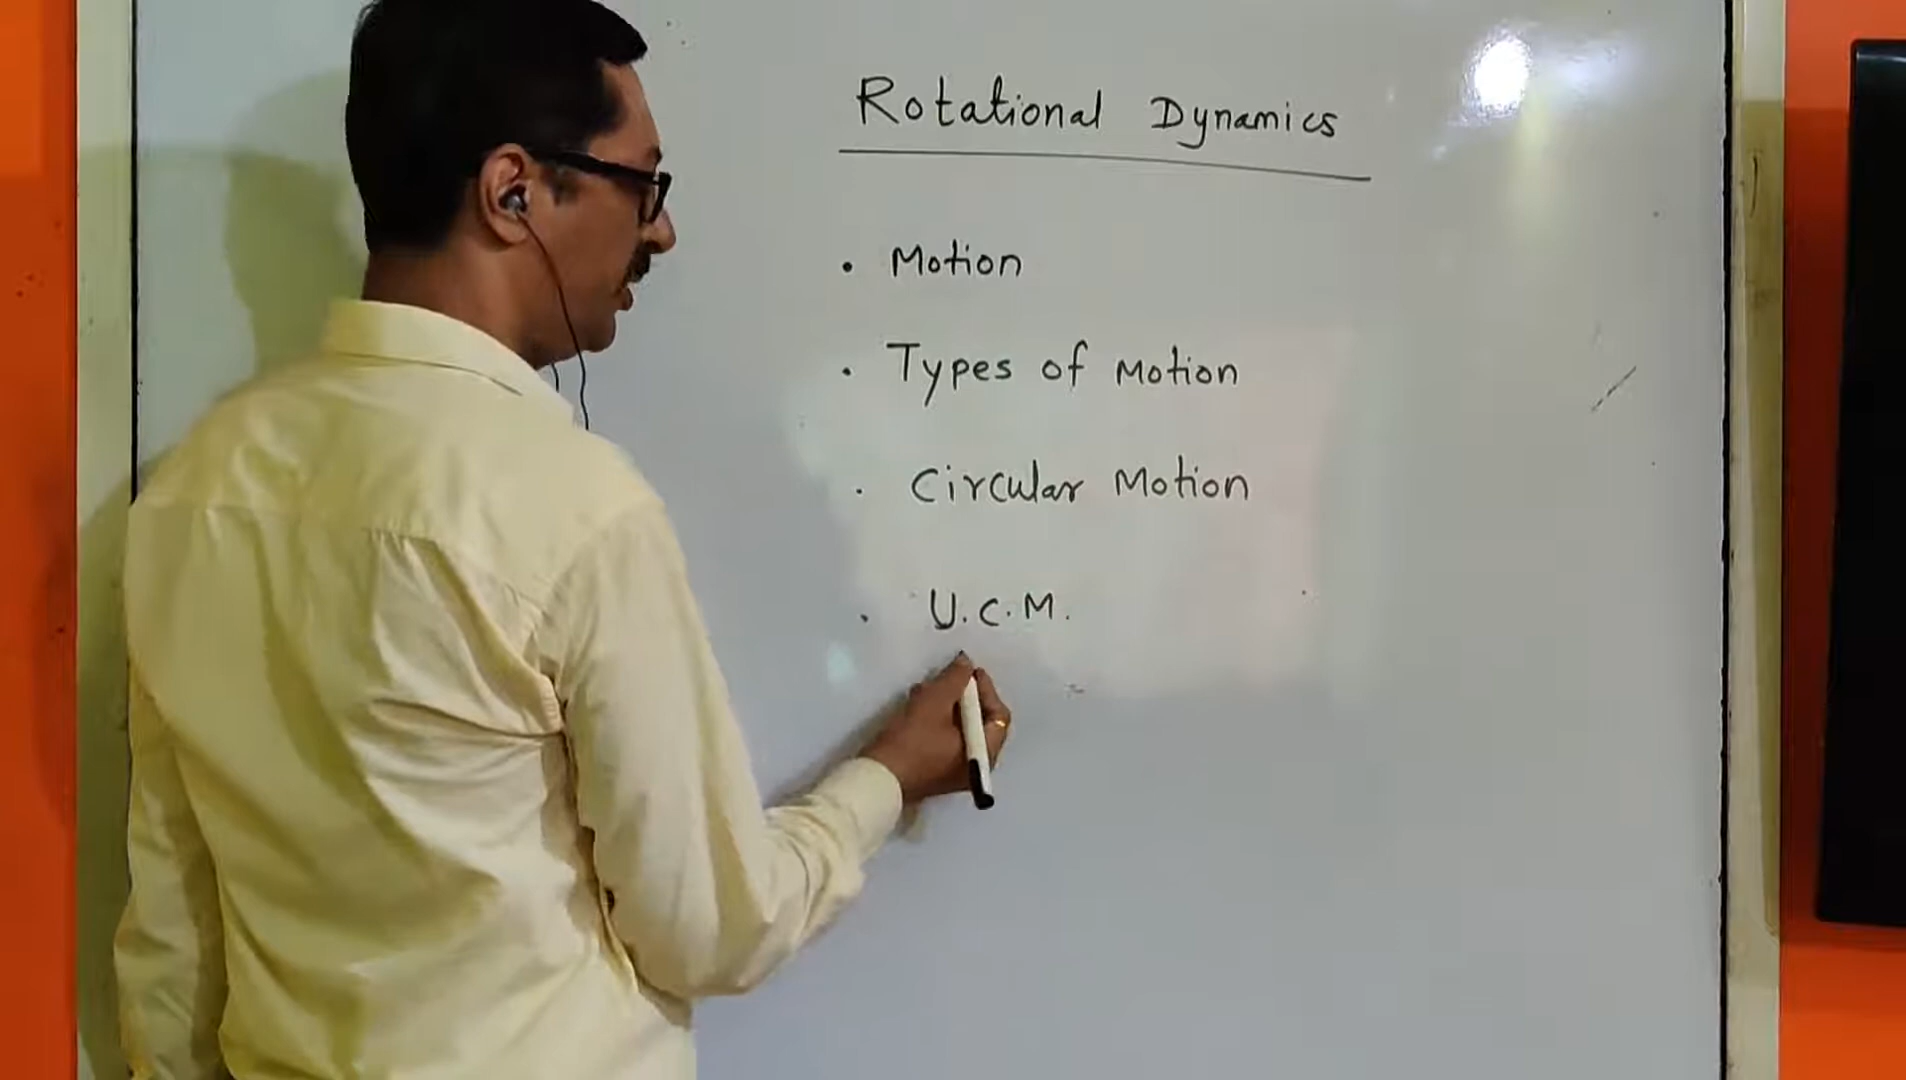 Rotational Dynamics
• Motion
• Types of Motion
• Circular Motion
• U.C.M.